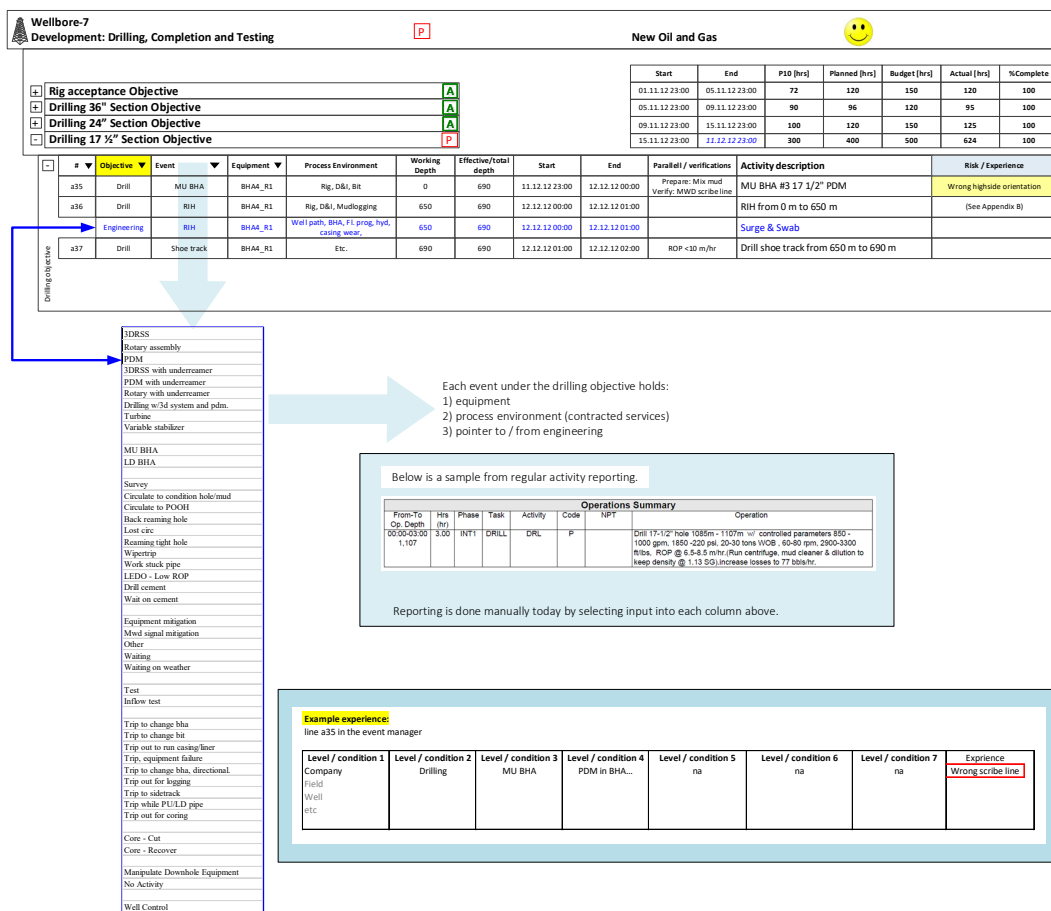 Wellbore-7
Development: Drilling, Completion and Testing
P
New Oil and Gas
Start End P10 [hrs] Planned [hrs] Budget [hrs] Actual [hrs] %Complete
+ Rig acceptance Objective A 01.11.12 23:00 05.11.12 23:00 72 120 150 120 100
+ Drilling 36" Section Objective A 05.11.12 23:00 09.11.12 23:00 90 96 120 95 100
+ Drilling 24” Section Objective A 09.11.12 23:00 15.11.12 23:00 100 120 150 125 100
- Drilling 17 ½” Section Objective P 15.11.12 23:00 11.12.12 23:00 300 400 500 624 100
- # Objective Event Equipment Process Environment Working Depth Effective/total depth Start End Parallell / verifications Activity description Risk / Experience
a35 Drill MU BHA BHA4_R1 Rig, D&I, Bit 0 690 11.12.12 23:00 12.12.12 00:00 Prepare: Mix mud Verify: MWD scribe line MU BHA #3 17 1/2" PDM Wrong highside orientation
a36 Drill RIH BHA4_R1 Rig, D&I, Mudlogging 650 690 12.12.12 00:00 12.12.12 01:00 RIH from 0 m to 650 m (See Appendix B)
Engineering RIH BHA4_R1 Well path, BHA, Fl. prog, hyd, casing wear, 650 690 12.12.12 00:00 12.12.12 01:00 Surge & Swab
a37 Drill Shoe track BHA4_R1 Etc. 690 690 12.12.12 01:00 12.12.12 02:00 ROP <10 m/hr Drill shoe track from 650 m to 690 m
Drilling objective
3DRSS
Rotary assembly
PDM
3DRSS with underreamer
PDM with underreamer
Rotary with underreamer
Drilling w/3d system and pdm.
Turbine
Variable stabilizer
MU BHA
LD BHA
Survey
Circulate to condition hole/mud
Circulate to POOH
Back reaming hole
Lost circ
Reaming tight hole
Wipertrip
Work stuck pipe
LEDO - Low ROP
Drill cement
Wait on cement
Equipment mitigation
Mwd signal mitigation
Other
Waiting
Waiting on weather
Test
Inflow test
Trip to change bha
Trip to change bit
Trip out to run casing/liner
Trip, equipment failure
Trip to change bha, directional.
Trip out for logging
Trip to sidetrack
Trip while PU/LD pipe
Trip out for coring
Core - Cut
Core - Recover
Manipulate Downhole Equipment
No Activity
Well Control
Each event under the drilling objective holds:
1) equipment
2) process environment (contracted services)
3) pointer to / from engineering
Below is a sample from regular activity reporting.
Operations Summary
From-To Op. Depth Hrs (hr) Phase Task Activity Code NPT Operation
00:00-03:00 1,107 3.00 INT1 DRILL DRL P Drill 17-1/2" hole 1085m - 1107m w/ controlled parameters 850 -
1000 gpm, 1850 -220 psi, 20-30 tons WOB , 60-80 rpm, 2900-3300
ft/lbs, ROP @ 6.5-8.5 m/hr.(Run centrifuge, mud cleaner & dilution to
keep density @ 1.13 SG).Increase losses to 77 bbls/hr.
Reporting is done manually today by selecting input into each column above.
Example experience:
line a35 in the event manager
Level / condition 1 Level / condition 2 Level / condition 3 Level / condition 4 Level / condition 5 Level / condition 6 Level / condition 7 Exprience
Company Drilling MU BHA PDM in BHA... na na na Wrong scribe line
Field
Well
etc